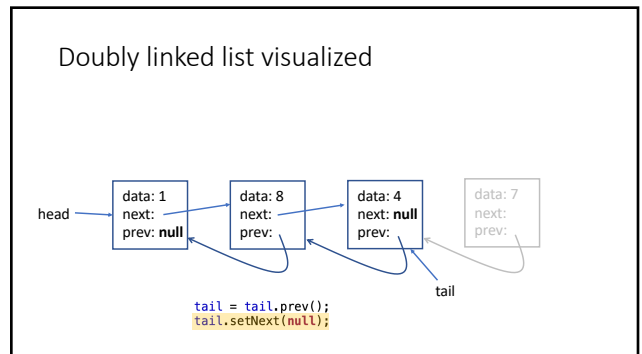 Doubly linked list visualized
head
data: 1
next:
prev: null
data: 8
next:
prev:
data: 4
next: null
prev:
data: 7
next:
prev:
tail
tail = tail.prev();
tail.setNext(null);